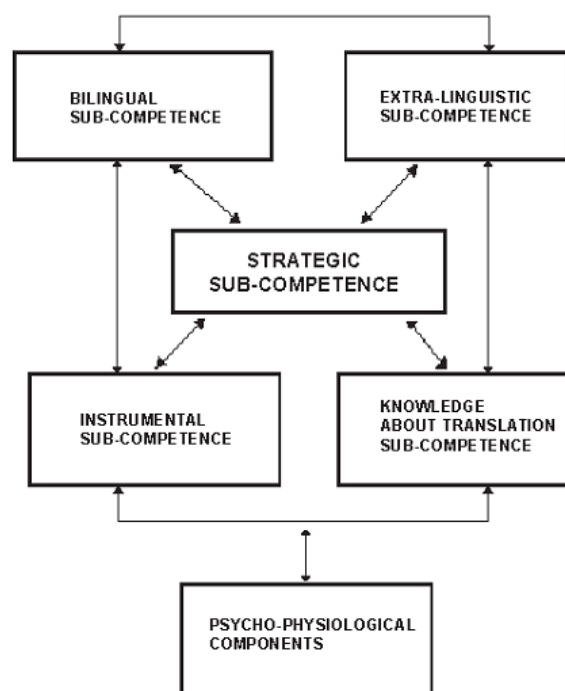 BILINGUAL
SUB-COMPETENCE
EXTRA-LINGUISTIC
SUB-COMPETENCE
STRATEGIC
SUB-COMPETENCE
INSTRUMENTAL
SUB-COMPETENCE
KNOWLEDGE
ABOUT TRANSLATION
SUB-COMPETENCE
PSYCHO-PHYSIOLOGICAL
COMPONENTS